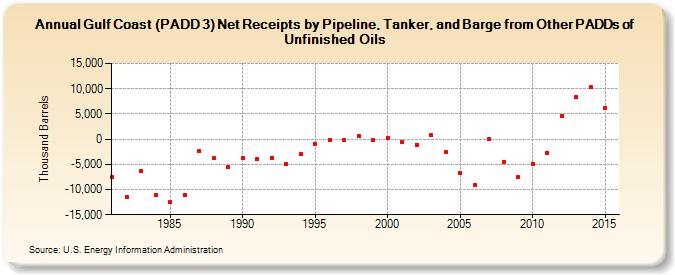 Annual Gulf Coast (PADD 3) Net Receipts by Pipeline, Tanker, and Barge from Other PADDs of
Unfinished Oils
Thousand Barrels
15,000
10,000
5,000
0
-5,000
-10,000
-15,000
1985 1990 1995 2000 2005 2010 2015
Source: U.S. Energy Information Administration